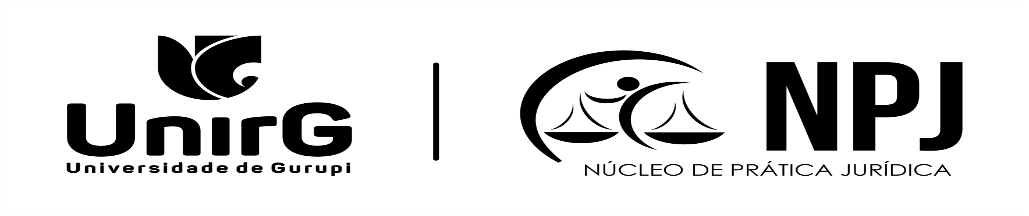 UnirG
Universidade de Gurupi
NPJ
NÚCLEO DE PRÁTICA JURÍDICA